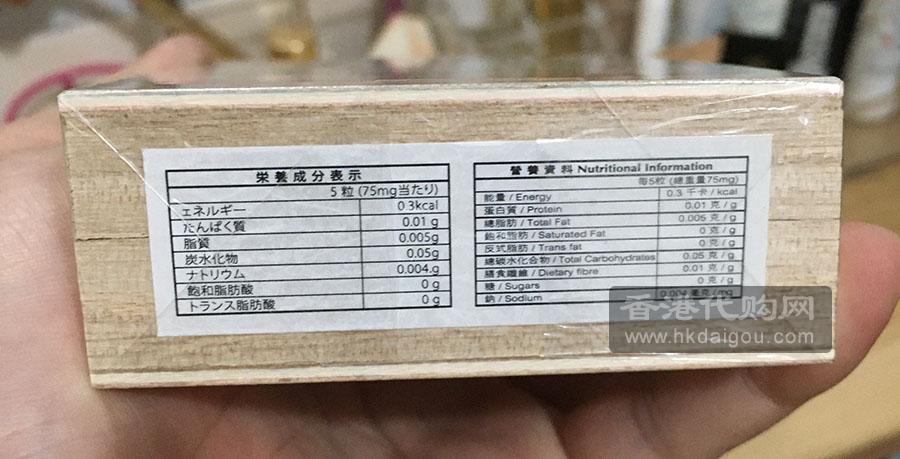 栄養成分表示
5 粒 (75mg当たり)
エネルギー 0.3kcal
たんぱく質 0.01 g
脂質 0.005g
炭水化物 0.05g
ナトリウム 0.004.g
飽和脂肪酸 0 g
トランス脂肪酸 0 g
營養資料 Nutritional Information
每5粒 (總重量75mg)
能量 / Energy 0.3 千卡 / kcal
蛋白質 / Protein 0.01 克 / g
總脂肪 / Total Fat 0.005 克 / g
飽和脂肪 / Saturated Fat 0 克 / g
反式脂肪 / Trans fat 0 克 / g
總碳水化合物 / Total Carbohydrates 0.05 克 / g
膳食纖維 / Dietary fibre 0.01 克 / g
糖 / Sugars 0 克 / g
鈉 / Sodium 0.004 毫克 / mg
香港代购网
www.hkdaigou.com